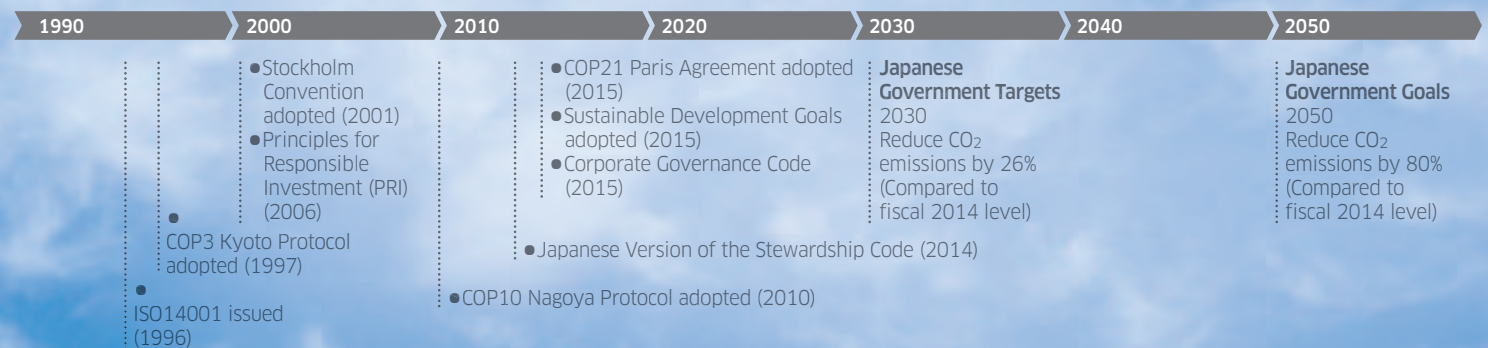 1990 2000 2010 2020 2030 2040 2050
●Stockholm
Convention
adopted (2001)
●Principles for
Responsible
Investment (PRI)
(2006)
●
COP3 Kyoto Protocol
adopted (1997)
●
ISO14001 issued
(1996)
●COP21 Paris Agreement adopted
(2015)
●Sustainable Development Goals
adopted (2015)
●Corporate Governance Code
(2015)
●Japanese Version of the Stewardship Code (2014)
●COP10 Nagoya Protocol adopted (2010)
Japanese
Government Targets
2030
Reduce CO2
emissions by 26%
(Compared to
fiscal 2014 level)
Japanese
Government Goals
2050
Reduce CO2
emissions by 80%
(Compared to
fiscal 2014 level)